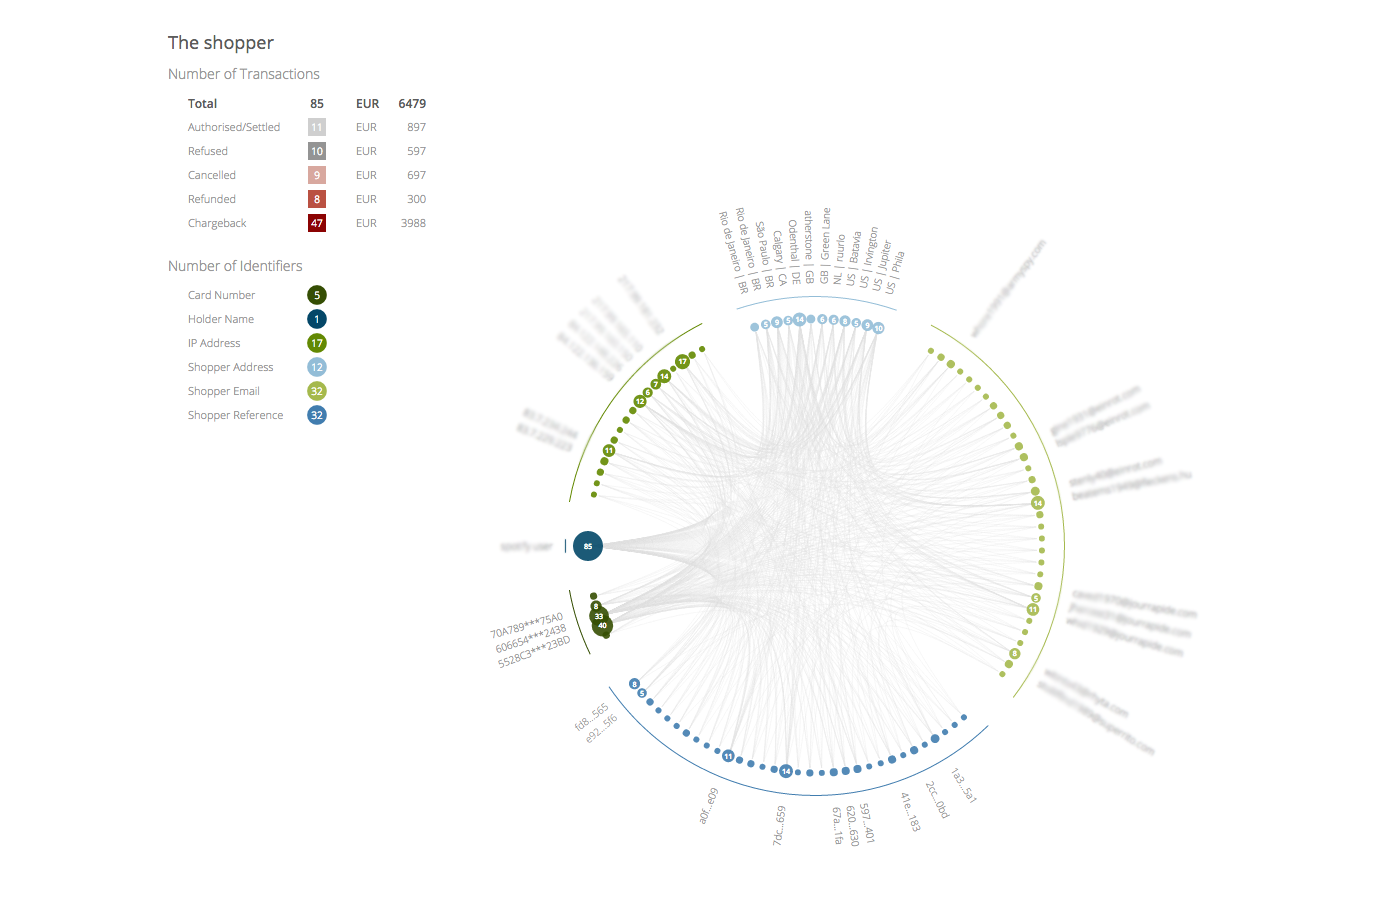 The shopper
Number of Transactions
Total 85 EUR 6479
Authorised/Settled 11 EUR 897
Refused 10 EUR 597
Cancelled 9 EUR 697
Refunded 8 EUR 300
Chargeback 47 EUR 3988
Number of Identifiers
Card Number 5
Holder Name 1
IP Address 17
Shopper Address 12
Shopper Email 32
Shopper Reference 32
Rio de Janeiro | BR
Rio de Janeiro | BR
São Paulo | BR
Calgary | CA
Odenthal | DE
atherstone | GB
GB | Green Lane
NL | ruurlo
US | Batavia
US | Irvington
US | Jupiter
US | Phila
5
9
5
14
6
6
8
5
9
10
17
14
7
6
12
11
85
8
33
40
70A789***75A0
606654***2438
5528C3***23BD
14
5
11
8
8
5
11
14
fd8...565
e92...5f6
a0f...e09
7dc...659
67a...1fa
620...630
597...401
41e...183
2cc...0bd
1a3...5a1